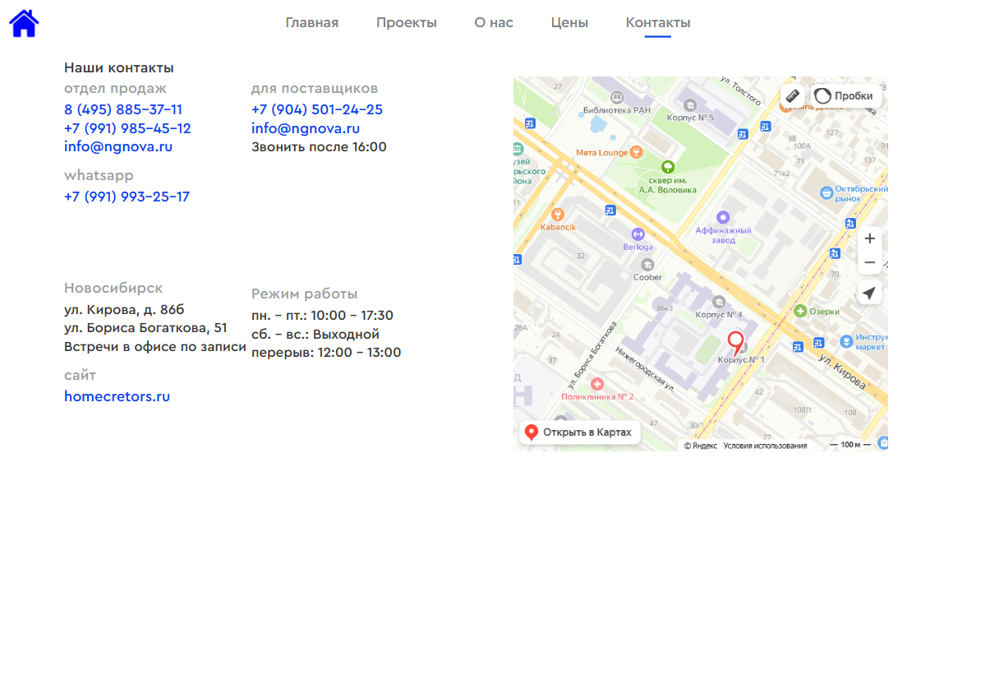 Главная Проекты О нас Цены Контакты
Наши контакты
отдел продаж
8 (495) 885-37-11
+7 (991) 985-45-12
info@ngnova.ru
whatsapp
+7 (991) 993-25-17
для поставщиков
+7 (904) 501-24-25
info@ngnova.ru
Звонить после 16:00
Новосибирск
ул. Кирова, д. 86б
ул. Бориса Богаткова, 51
Встречи в офисе по записи
сайт
homecretors.ru
Режим работы
пн. - пт.: 10:00 - 17:30
сб. - вс.: Выходной
перерыв: 12:00 - 13:00
27
ул. Толстого
Пробки
Библиотека РАН
Корпус № 5
127
98
100А
137
91
Мята Lounge
71
71к2
сквер им.
А.А. Воловика
Октябрьский
рынок
11
Kabancik
Аффинажный
завод
Berloga
32
Coober
70
86к3
Корпус № 4
Озерки
26А
24
Корпус № 1
маркет
ул. Кирова
37
ул. Бориса Богаткова
Нижегородская ул.
Поликлиника № 2
42
108/1
108
47
30/1
27
Открыть в Картах
© Яндекс Условия использования
100 м